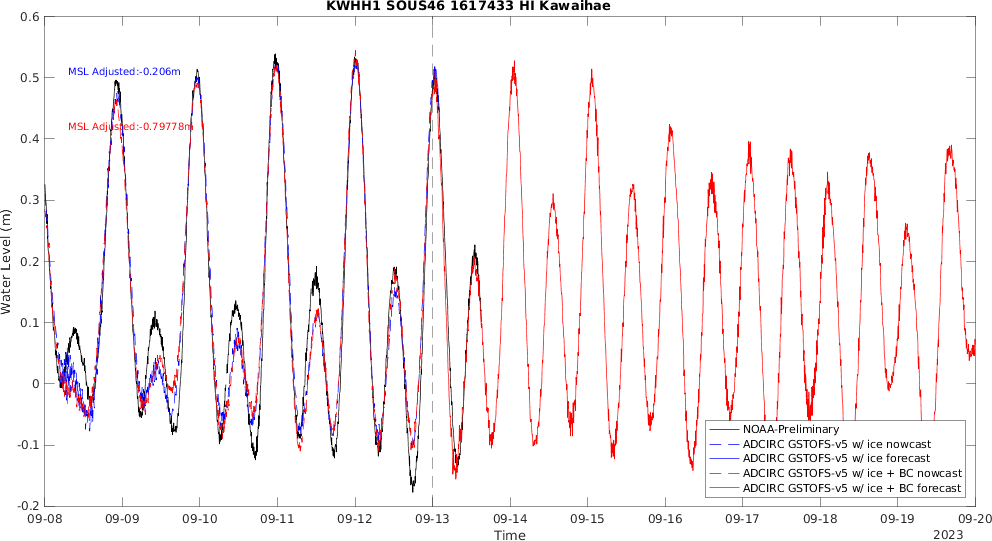 KWHH1 SOUS46 1617433 HI Kawaihae
0.6
0.5
0.4
0.3
0.2
0.1
0
-0.1
-0.2
Water Level (m)
MSL Adjusted:-0.206m
MSL Adjusted:-0.79778m
NOAA-Preliminary
ADCIRC GSTOFS-v5 w/ ice nowcast
ADCIRC GSTOFS-v5 w/ ice forecast
ADCIRC GSTOFS-v5 w/ ice + BC nowcast
ADCIRC GSTOFS-v5 w/ ice + BC forecast
09-08 09-09 09-10 09-11 09-12 09-13 09-14 09-15 09-16 09-17 09-18 09-19 09-20
Time
2023